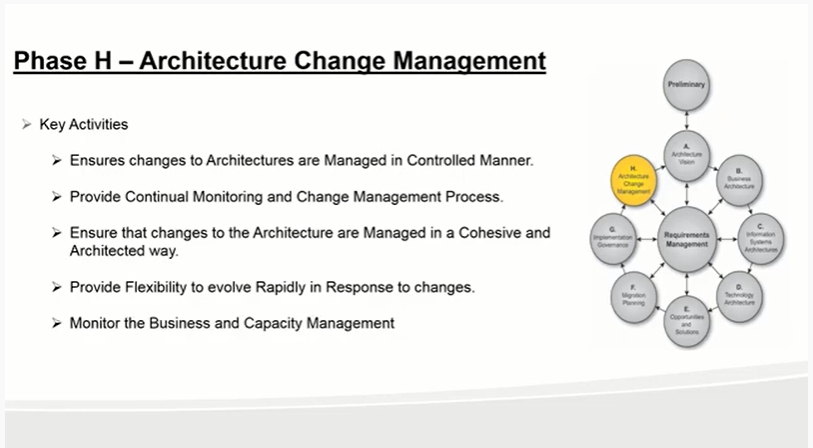 Phase H – Architecture Change Management
Key Activities
Ensures changes to Architectures are Managed in Controlled Manner.
Provide Continual Monitoring and Change Management Process.
Ensure that changes to the Architecture are Managed in a Cohesive and
Architected way.
Provide Flexibility to evolve Rapidly in Response to changes.
Monitor the Business and Capacity Management
Preliminary
A.
Architecture
Vision
H.
Architecture
Change
Management
B.
Business
Architecture
G.
Implementation
Governance
Requirements
Management
C.
Information
Systems
Architectures
F.
Migration
Planning
D.
Technology
Architecture
E.
Opportunities
and
Solutions